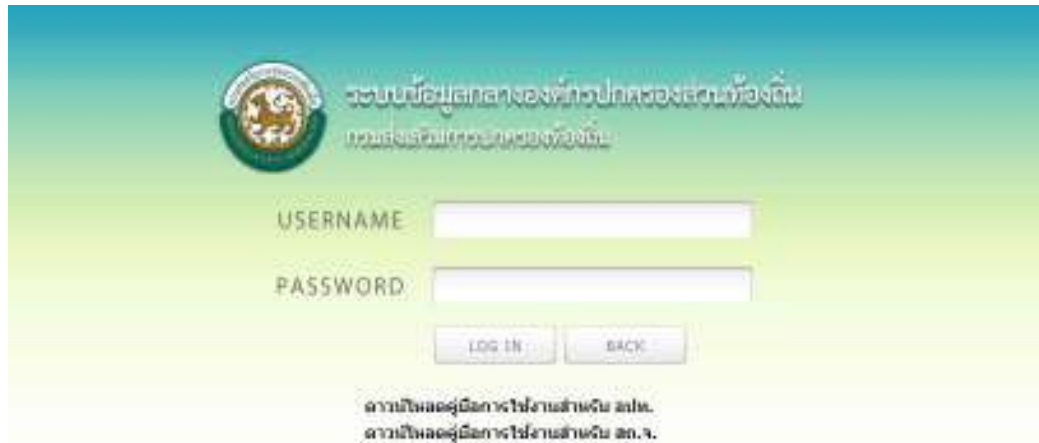 ระบบข้อมูลกลางองค์กรปกครองส่วนท้องถิ่น
กรมส่งเสริมการปกครองท้องถิ่น
USERNAME
PASSWORD
LOG IN
BACK
ดาวน์โหลดคู่มือการใช้งานสำหรับ อปท.
ดาวน์โหลดคู่มือการใช้งานสำหรับ สถ.จ.